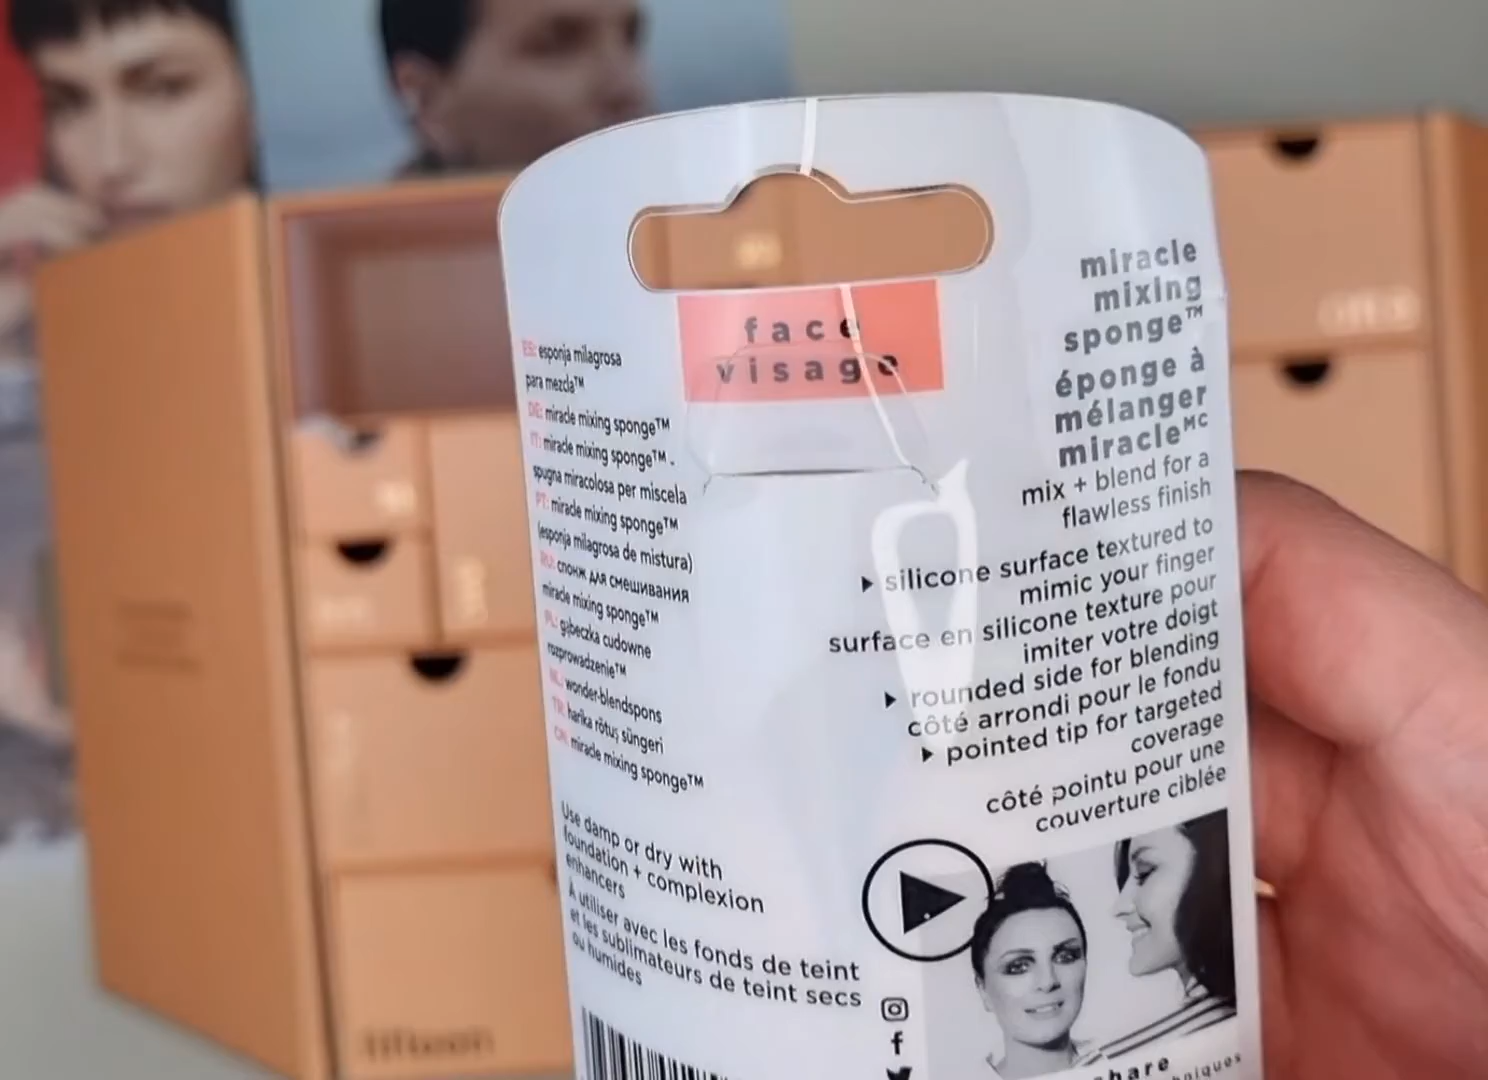 face
visage
ES: esponja milagrosa
para mezcla™
DE: miracle mixing sponge™
IT: miracle mixing sponge™ -
spugna miracolosa per miscela
PT: miracle mixing sponge™
(esponja milagrosa de mistura)
RU: спонж для смешивания
miracle mixing sponge™
PL: gąbeczka cudowne
rozprowadzenie™
NL: wonder-blendspons
TR: harika rötuş süngeri
CN: miracle mixing sponge™
Use damp or dry with
foundation + complexion
enhancers
À utiliser avec les fonds de teint
et les sublimateurs de teint secs
ou humides
miracle
mixing
sponge™
éponge à
mélanger
miracleᴹᶜ
mix + blend for a
flawless finish
▸ silicone surface textured to
mimic your finger
surface en silicone texture pour
imiter votre doigt
▸ rounded side for blending
côté arrondi pour le fondu
▸ pointed tip for targeted
coverage
côté pointu pour une
couverture ciblée
share
hniques
fifteen